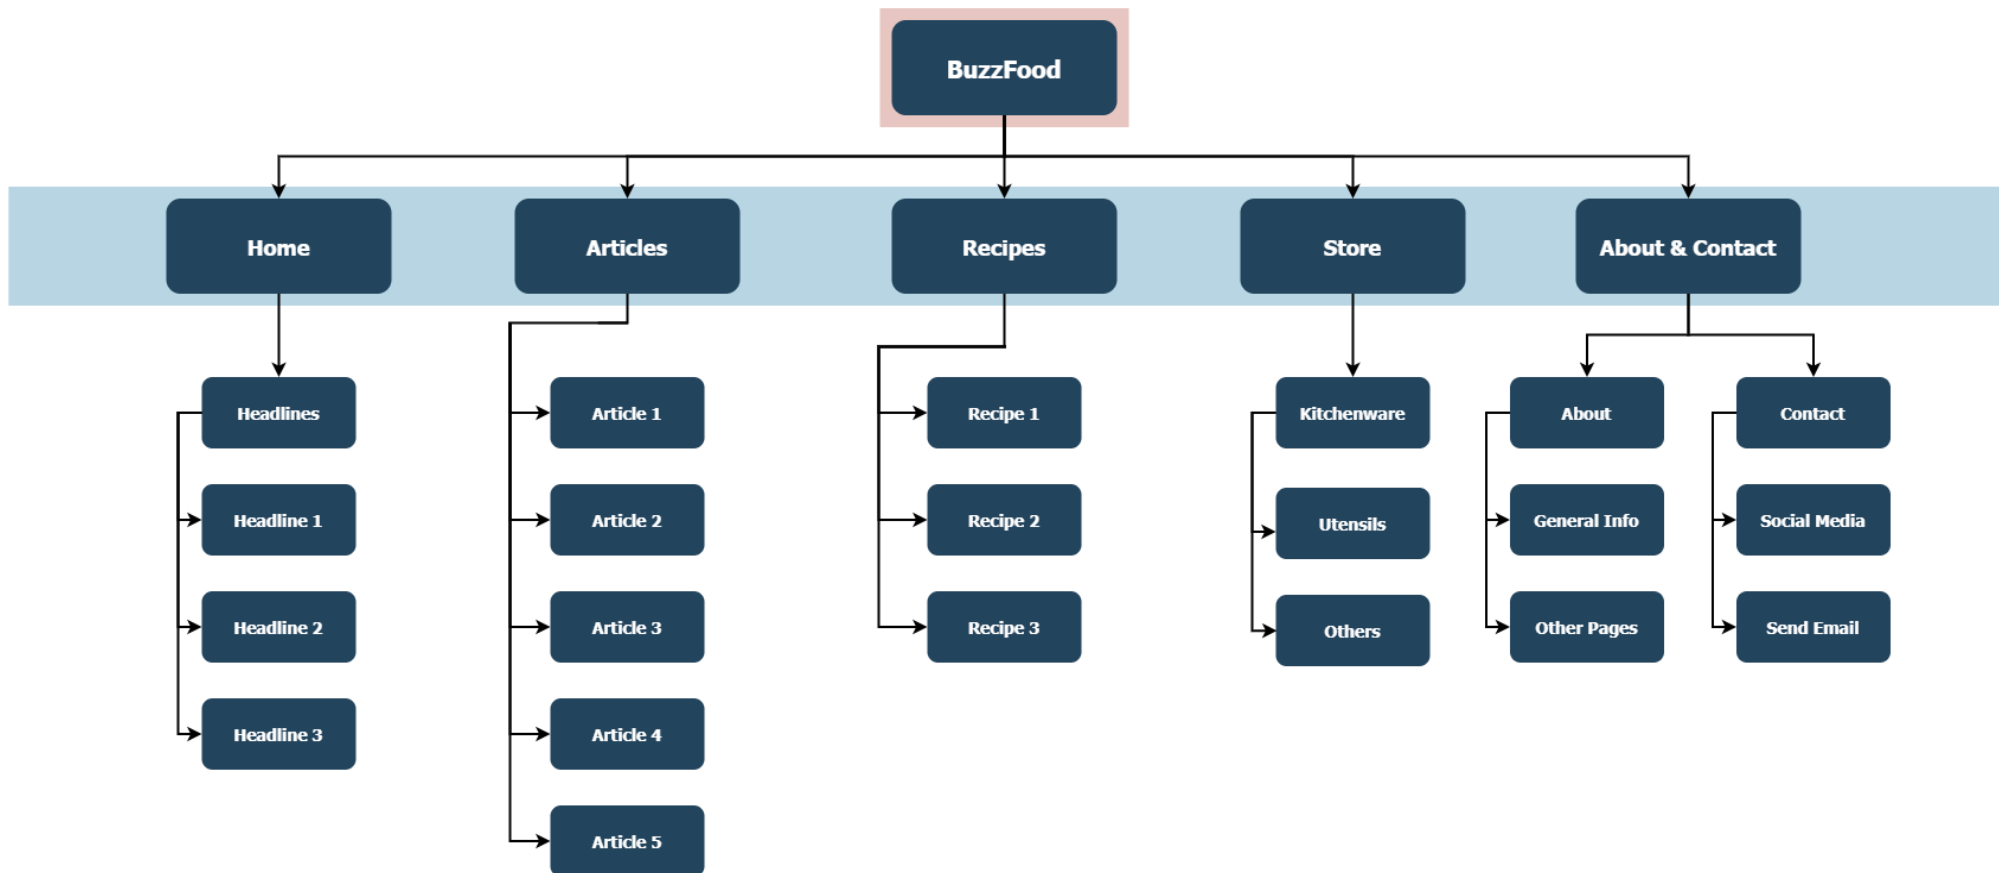 BuzzFood
Home
Articles
Recipes
Store
About & Contact
Headlines
Headline 1
Headline 2
Headline 3
Article 1
Article 2
Article 3
Article 4
Article 5
Recipe 1
Recipe 2
Recipe 3
Kitchenware
Utensils
Others
About
General Info
Other Pages
Contact
Social Media
Send Email